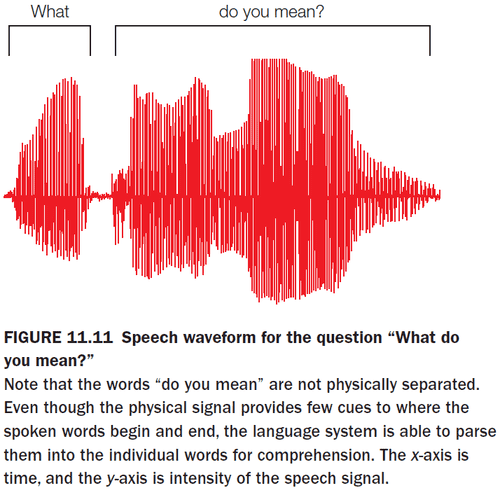 What
do you mean?
FIGURE 11.11 Speech waveform for the question “What do
you mean?”
Note that the words “do you mean” are not physically separated.
Even though the physical signal provides few cues to where the
spoken words begin and end, the language system is able to parse
them into the individual words for comprehension. The x-axis is
time, and the y-axis is intensity of the speech signal.